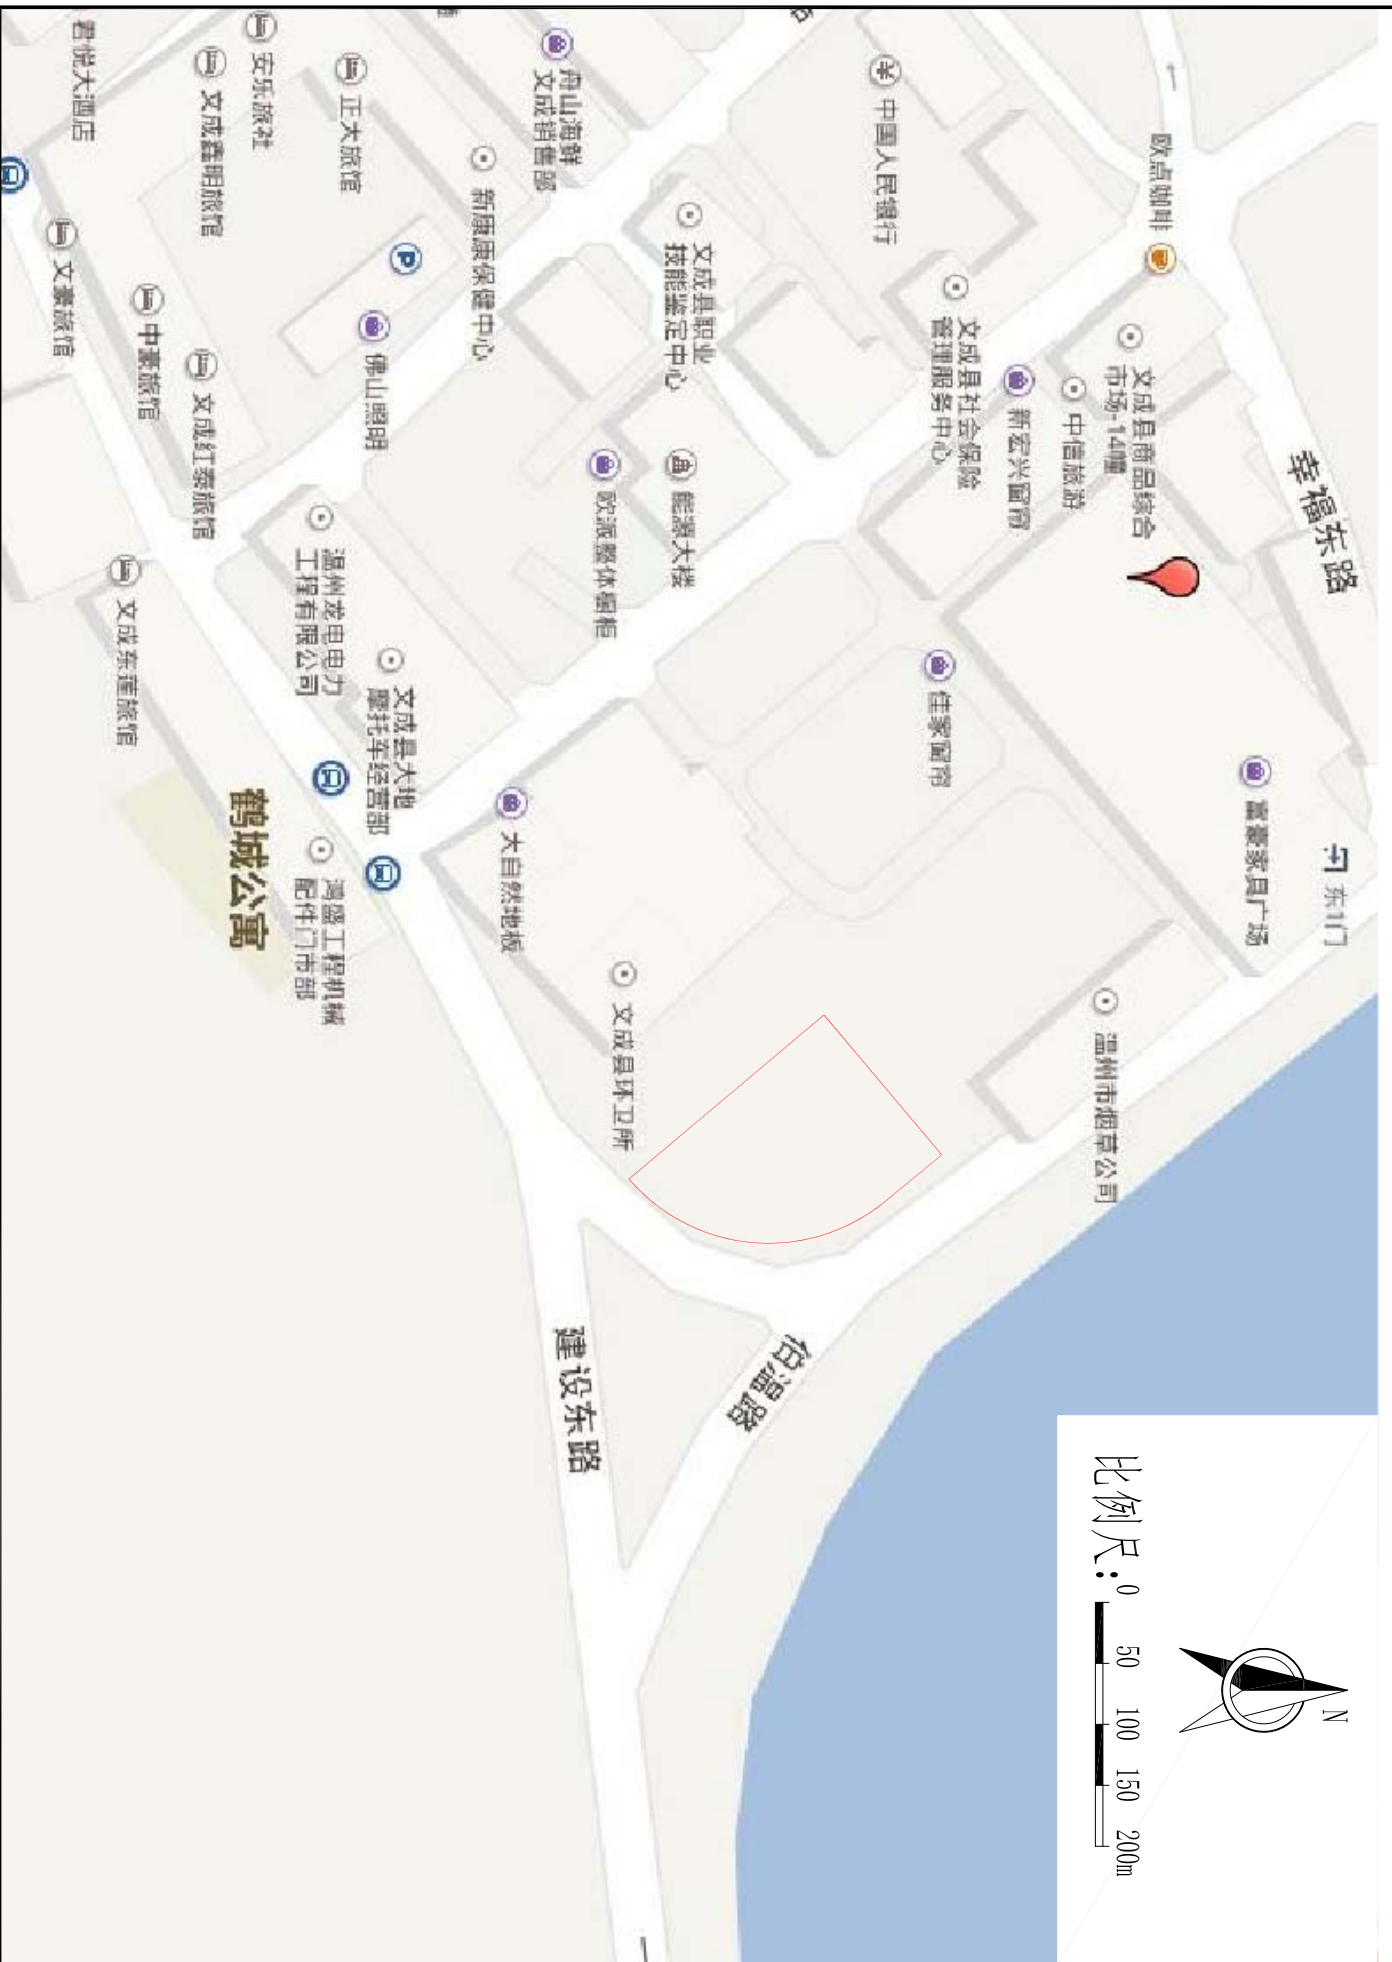 君悦大酒店
安乐旅社
文成鑫明旅馆
正大旅馆
舟山海鲜
文成销售部
新康康保健中心
中国人民银行
欧点咖啡
文豪旅馆
中豪旅馆
文成红泰旅馆
佛山照明
P
文成县职业
技能鉴定中心
文成县社会保险
管理服务中心
新宏兴窗帘
中信旅游
文成县商品综合
市场-14幢
幸福东路
能源大楼
欧派整体橱柜
温州龙电电力
工程有限公司
文成东莲旅馆
文成县大地
摩托车经营部
佳家窗帘
富豪家具广场
东1门
鹤城公寓
鸿盛工程机械
配件门市部
大自然地板
文成县环卫所
温州市烟草公司
建设东路
伯温路
比例尺:
0 50 100 150 200m
N